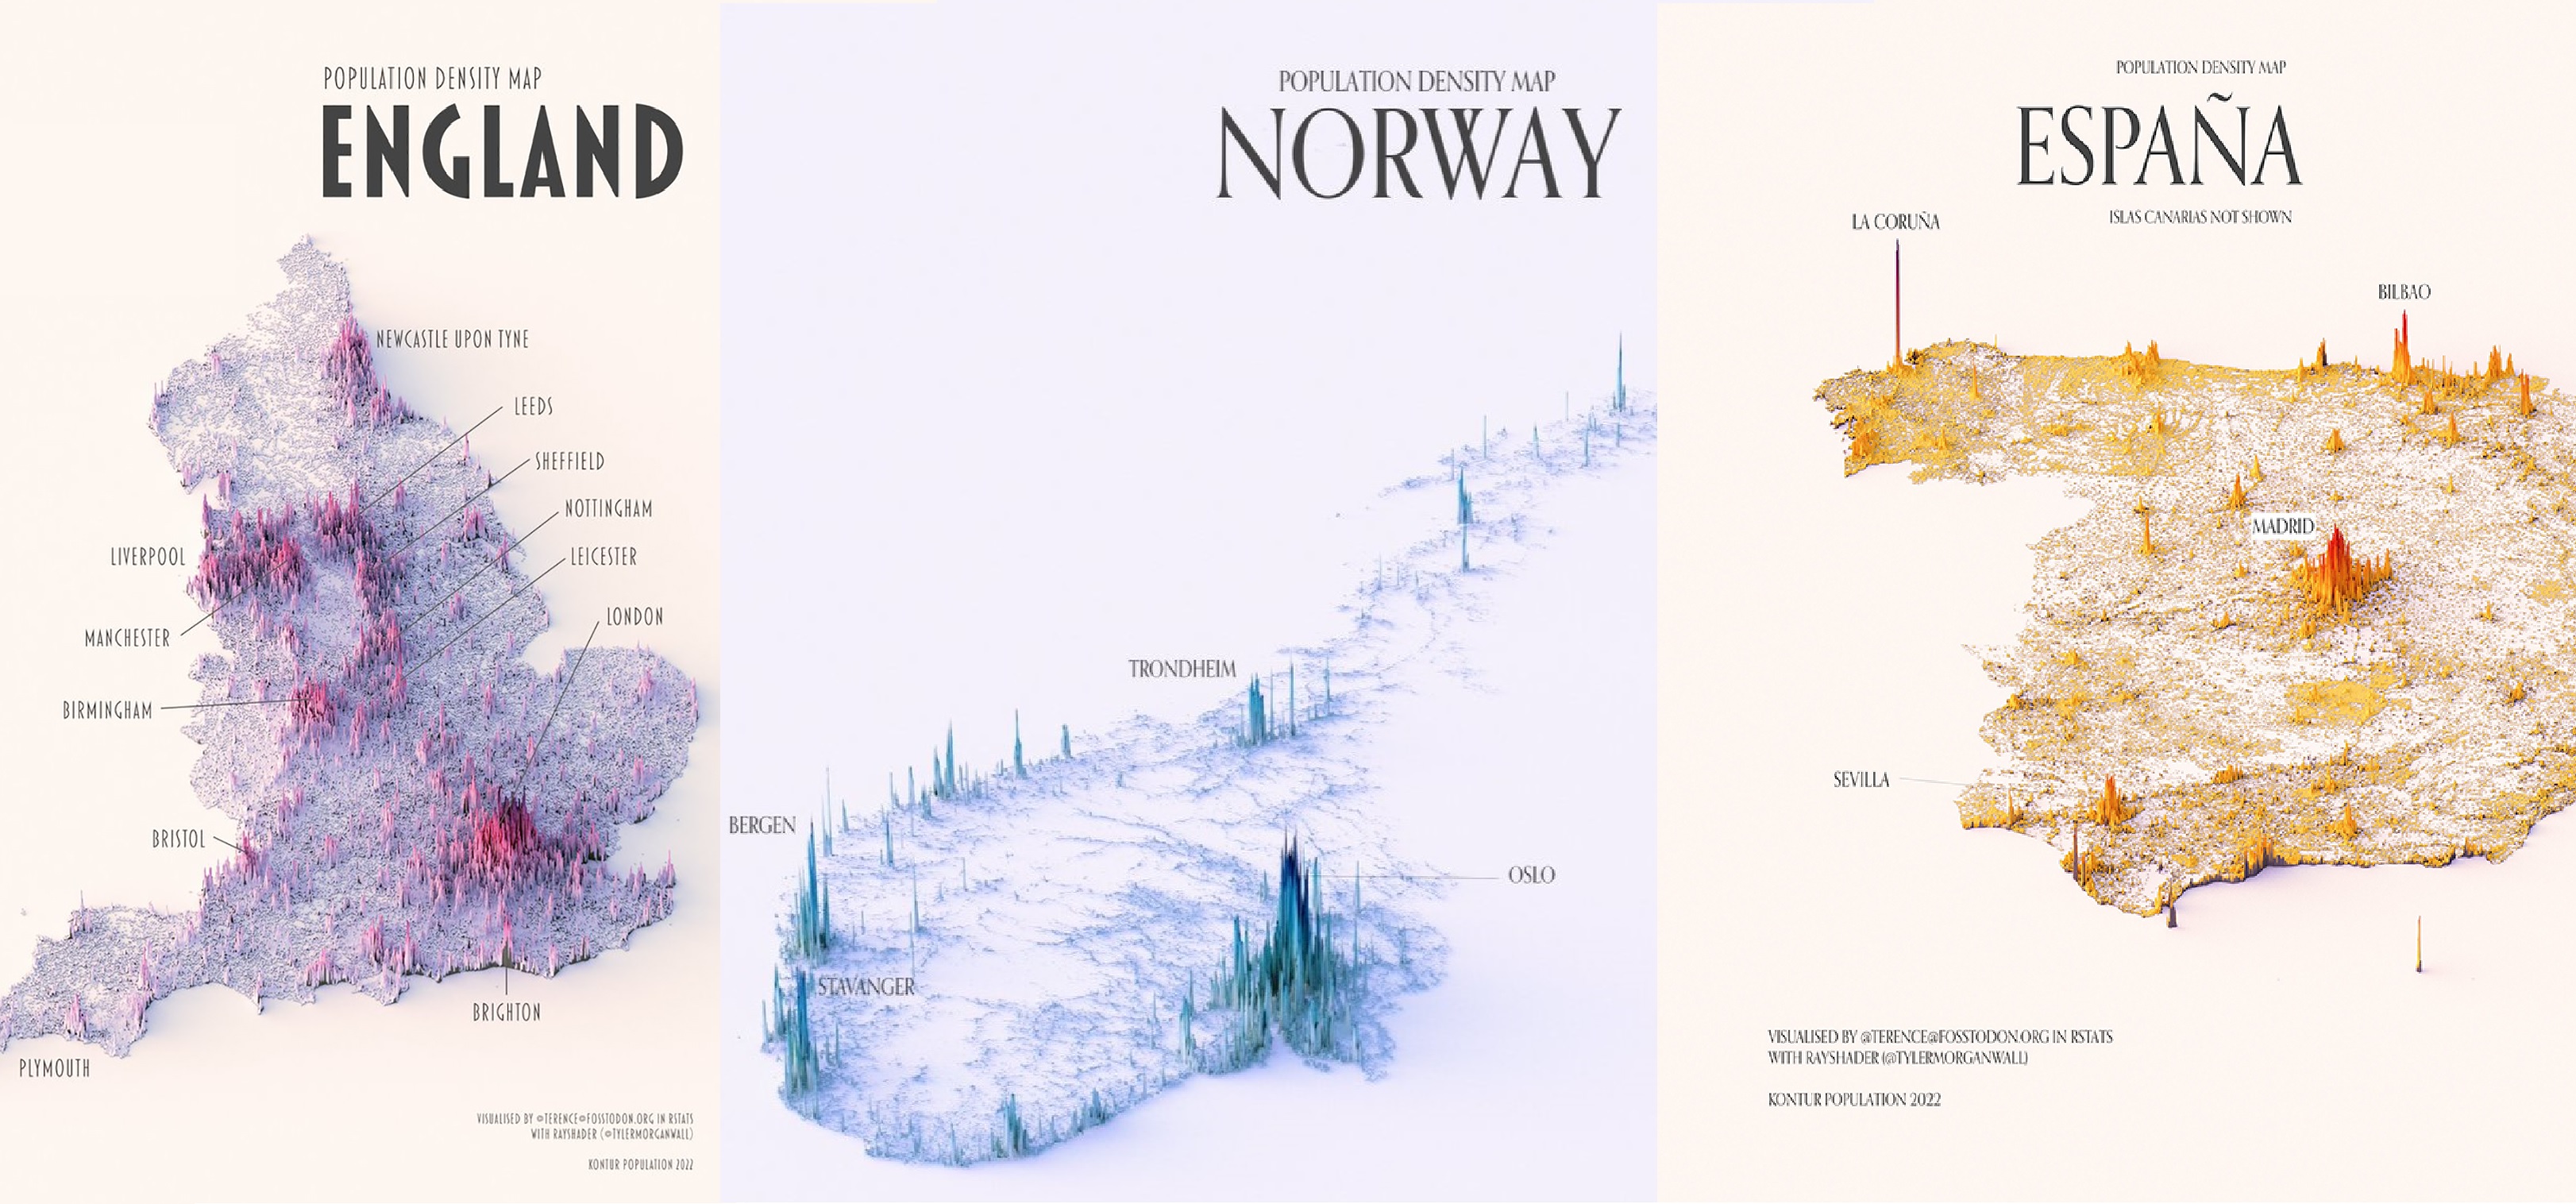 POPULATION DENSITY MAP
ENGLAND
NEWCASTLE UPON TYNE
LEEDS
SHEFFIELD
NOTTINGHAM
LIVERPOOL
LEICESTER
LONDON
MANCHESTER
BIRMINGHAM
BRISTOL
BRIGHTON
PLYMOUTH
VISUALISED BY @TERENCE@FOSSTODON.ORG IN RSTATS
WITH RAYSHADER (@TYLERMORGANWALL)
KONTUR POPULATION 2022
POPULATION DENSITY MAP
NORWAY
TRONDHEIM
BERGEN
OSLO
STAVANGER
POPULATION DENSITY MAP
ESPAÑA
ISLAS CANARIAS NOT SHOWN
LA CORUÑA
BILBAO
MADRID
SEVILLA
VISUALISED BY @TERENCE@FOSSTODON.ORG IN RSTATS
WITH RAYSHADER (@TYLERMORGANWALL)
KONTUR POPULATION 2022